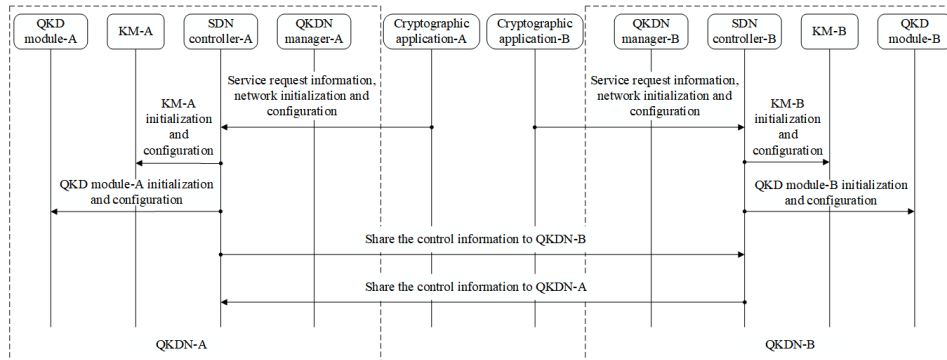 QKD
module-A
KM-A
SDN
controller-A
QKDN
manager-A
Cryptographic
application-A
Cryptographic
application-B
QKDN
manager-B
SDN
controller-B
KM-B
QKD
module-B
Service request information,
network initialization and
configuration
Service request information,
network initialization and
configuration
KM-A
initialization
and
configuration
KM-B
initialization
and
configuration
QKD module-A initialization
and configuration
QKD module-B initialization
and configuration
Share the control information to QKDN-B
Share the control information to QKDN-A
QKDN-A
QKDN-B